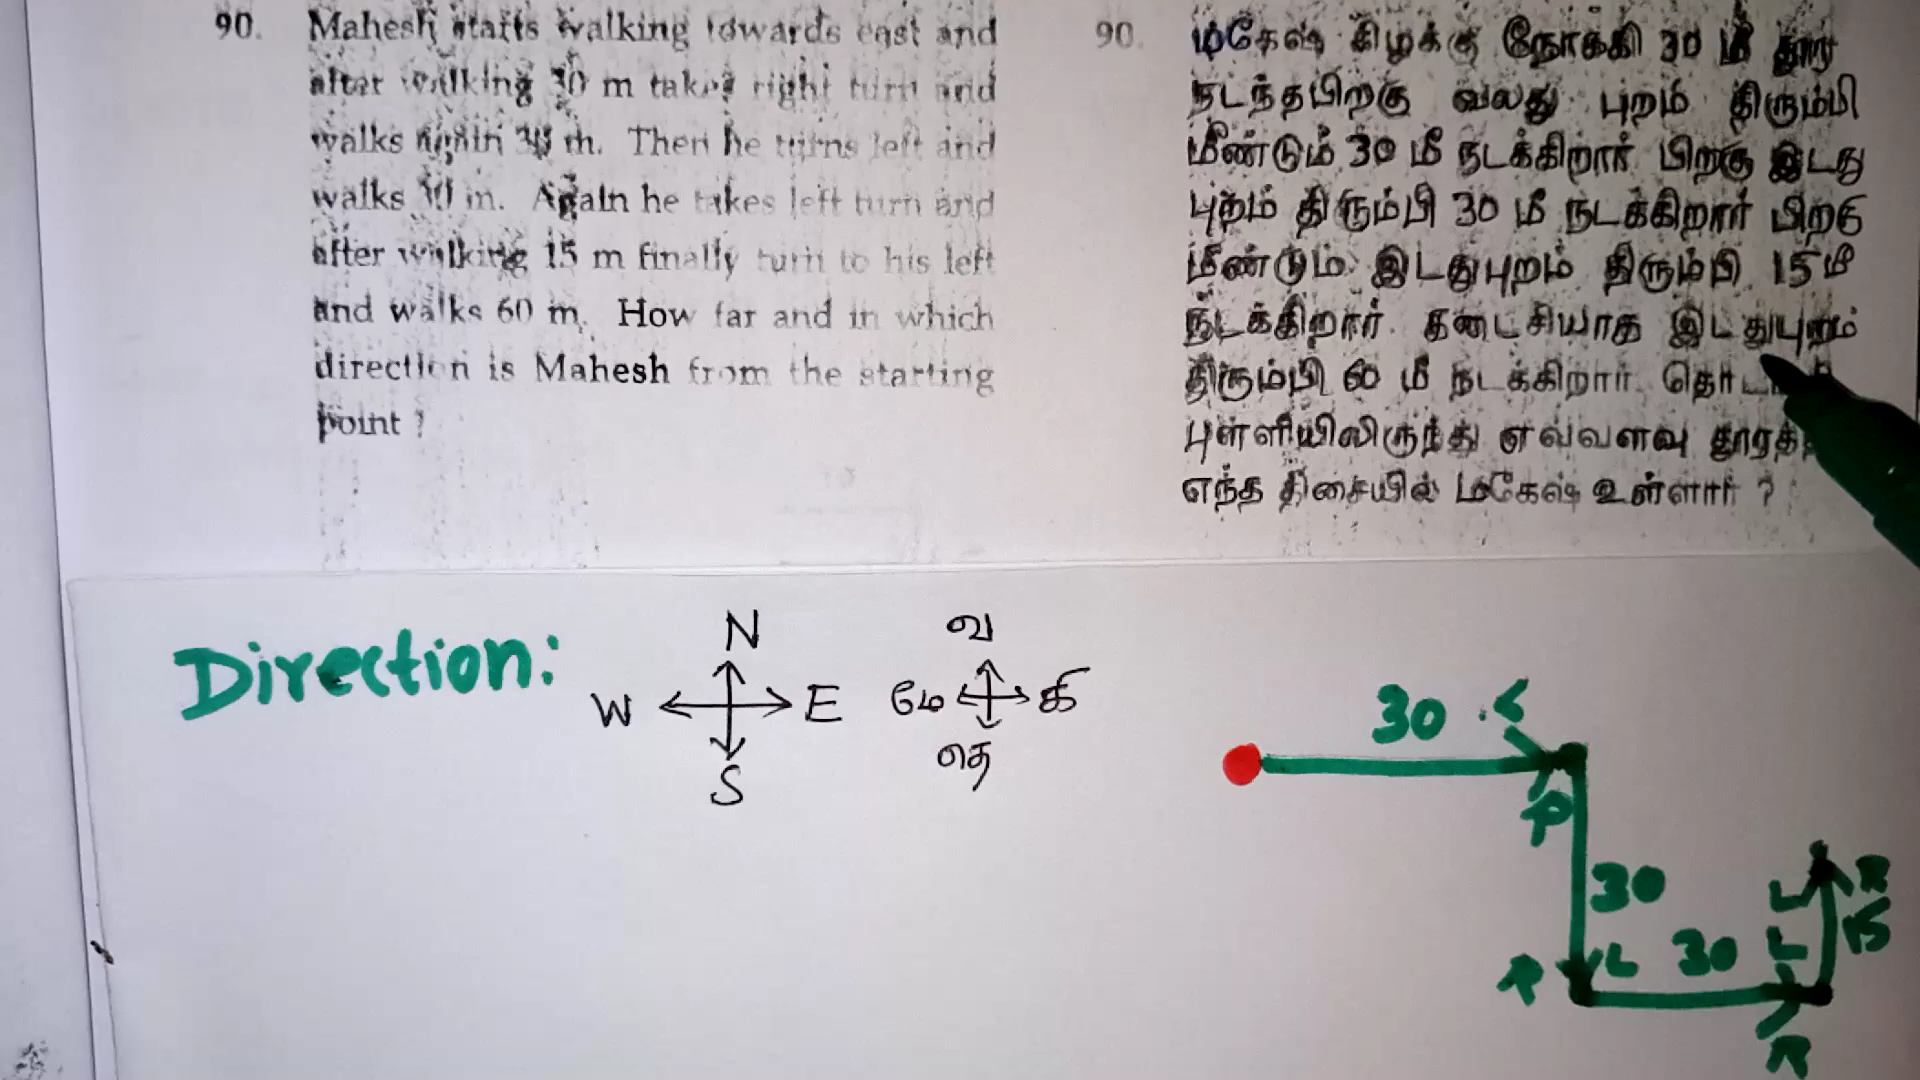 90. Mahesh starts walking towards east and
after walking 30 m takes right turn and
walks again 30 m. Then he turns left and
walks 30 m. Again he takes left turn and
after walking 15 m finally turn to his left
and walks 60 m. How far and in which
direction is Mahesh from the starting
point ?
90. மகேஷ் கிழக்கு நோக்கி 30 மீ தூர
நடந்தபிறகு வலது புறம் திரும்பி
மீண்டும் 30 மீ நடக்கிறார் பிறகு இடது
புறம் திரும்பி 30 மீ நடக்கிறார் பிறகு
மீண்டும் இடதுபுறம் திரும்பி 15 மீ
நடக்கிறார். கடைசியாக இடதுபுறம்
திரும்பி 60 மீ நடக்கிறார்
புள்ளியிலிருந்து எவ்வளவு
எந்த திசையில் மகேஷ் உள்ளார் ?
Direction:
N
W E
S
வ
மே கி
தெ
30 L
R
30
R L 30 L
R
L R
15